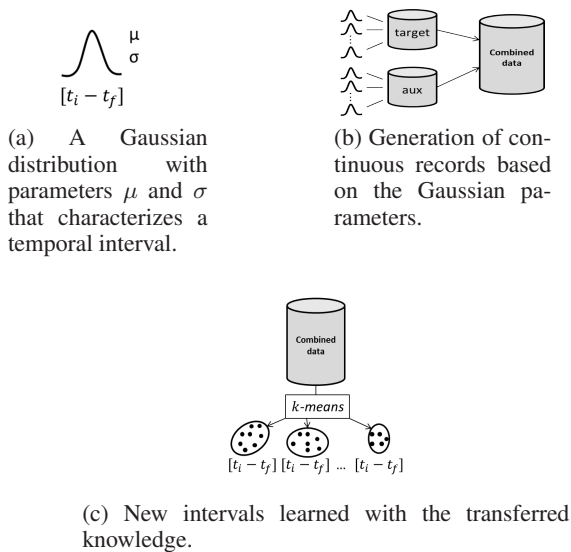 μ
σ
[t_i − t_f]
(a) A Gaussian
distribution with
parameters μ and σ
that characterizes a
temporal interval.
target
aux
Combined
data
(b) Generation of con-
tinuous records based
on the Gaussian pa-
rameters.
Combined
data
k-means
[t_i − t_f] [t_i − t_f] ... [t_i − t_f]
(c) New intervals learned with the transferred
knowledge.